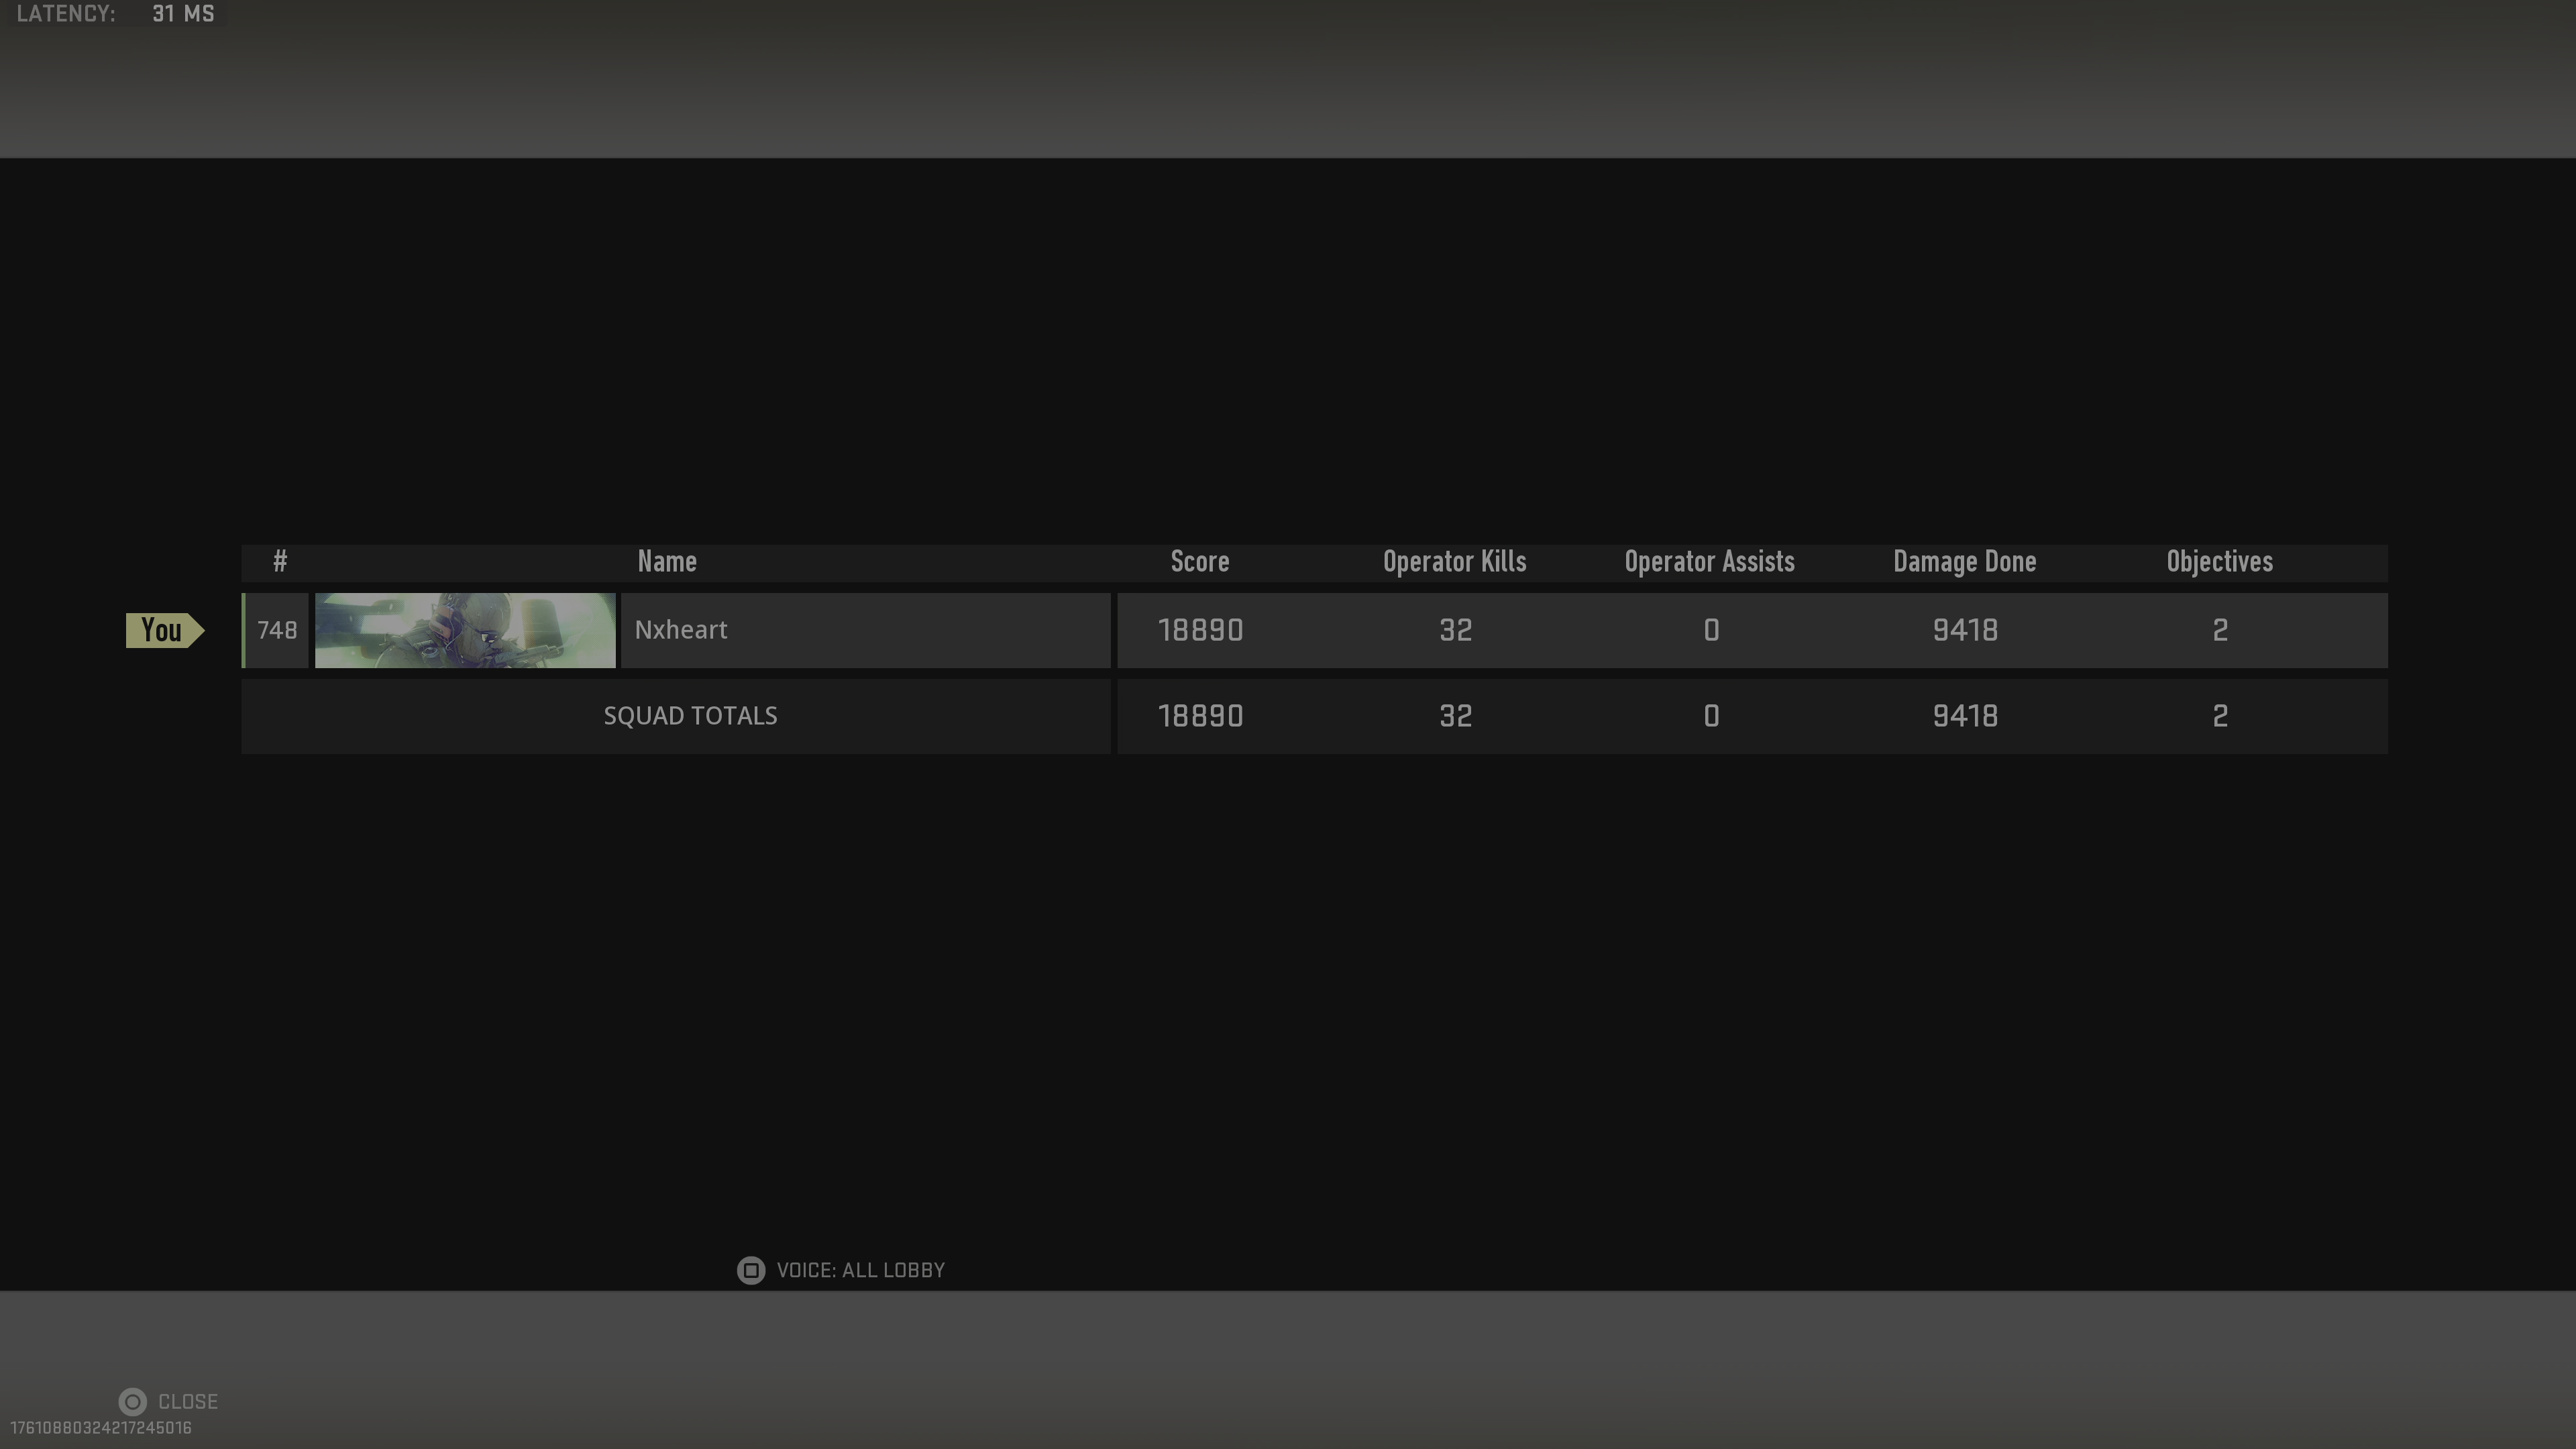 LATENCY: 31 MS
# Name Score Operator Kills Operator Assists Damage Done Objectives
You 748 Nxheart 18890 32 0 9418 2
SQUAD TOTALS 18890 32 0 9418 2
VOICE: ALL LOBBY
CLOSE
17610880324217245016